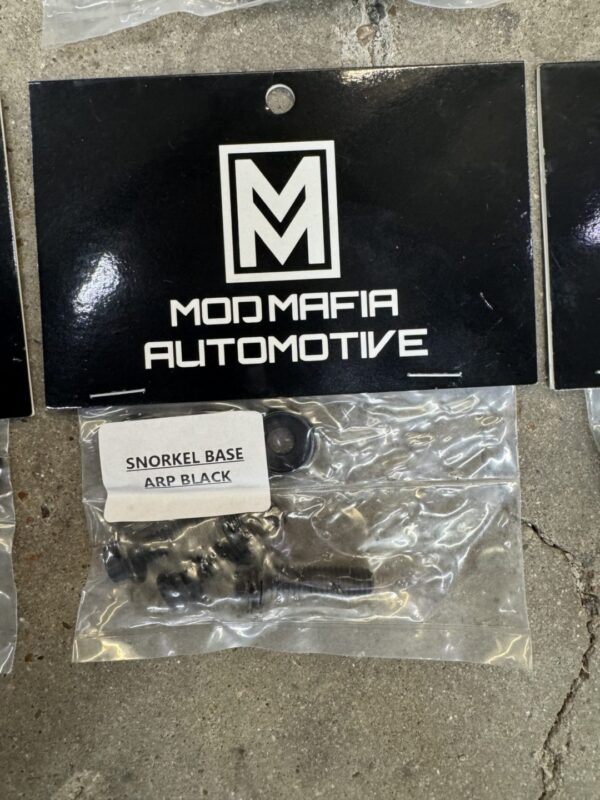 M
MOD MAFIA
AUTOMOTIVE
SNORKEL BASE
ARP BLACK